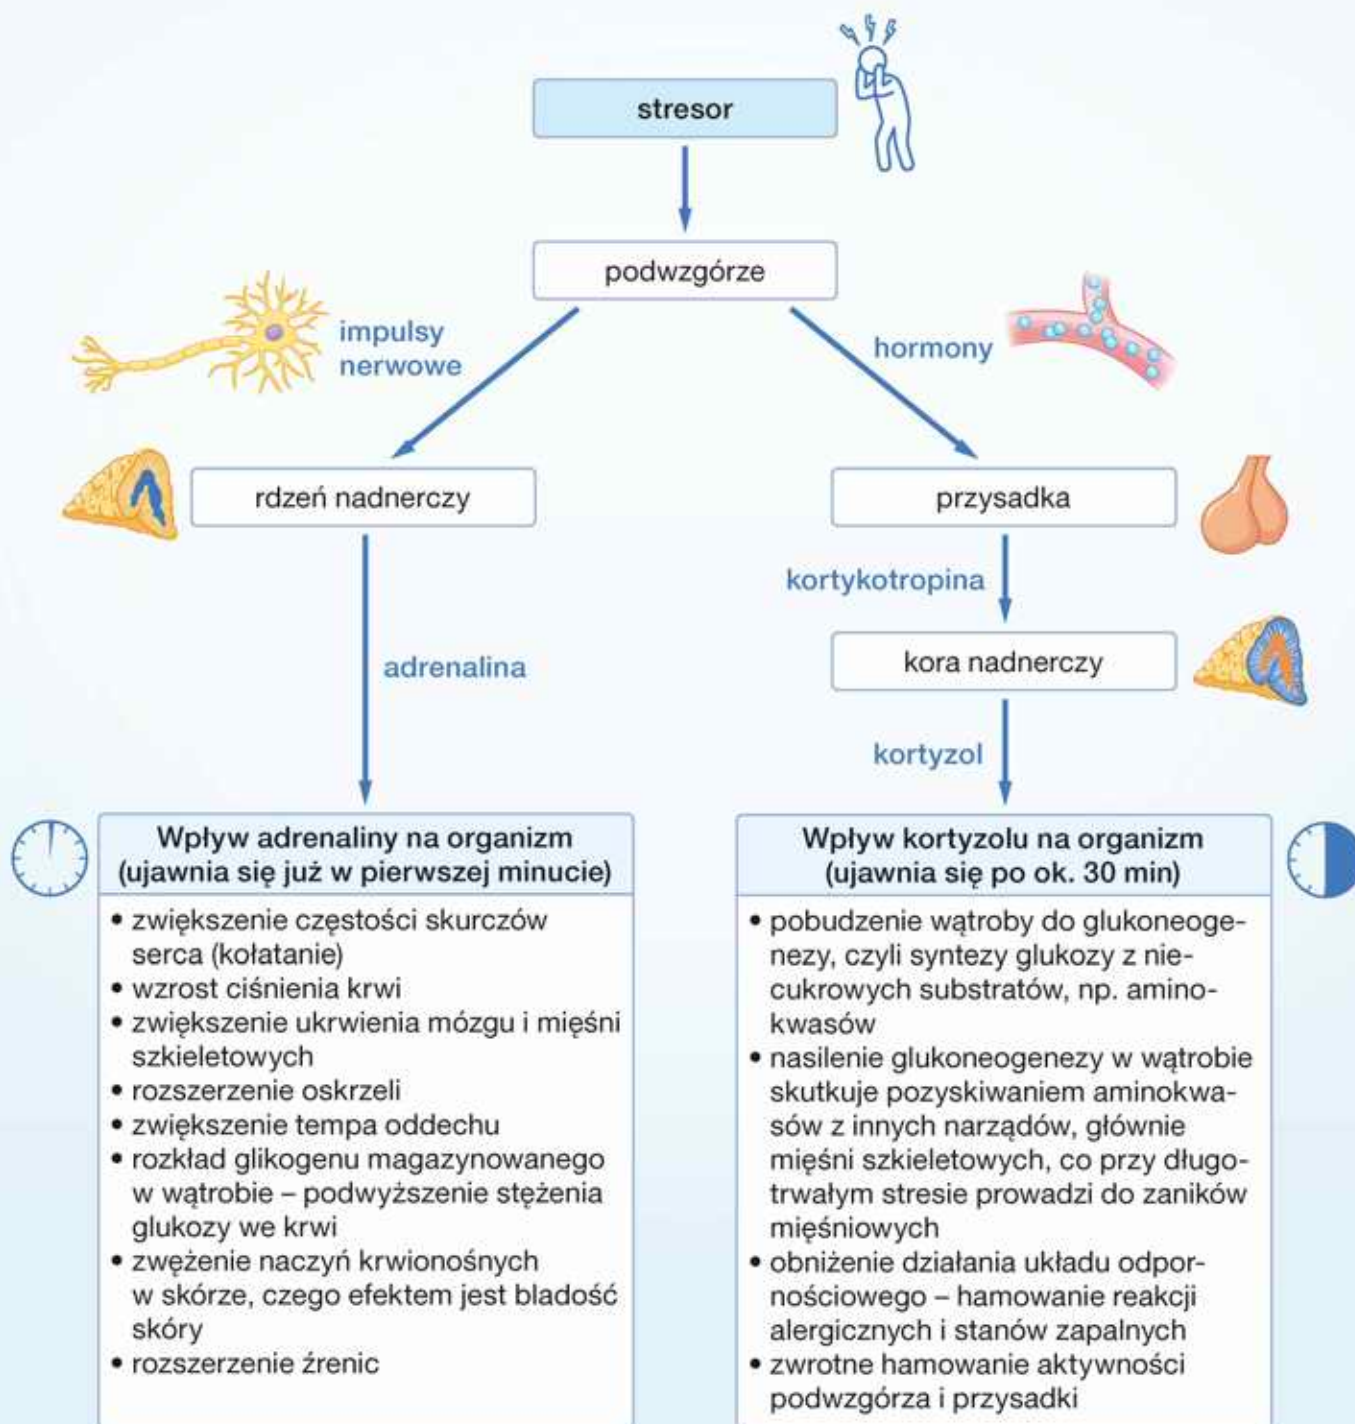 stresor
podwzgórze
impulsy
nerwowe
hormony
rdzeń nadnerczy
przysadka
kortykotropina
kora nadnerczy
adrenalina
kortyzol
Wpływ adrenaliny na organizm
(ujawnia się już w pierwszej minucie)
• zwiększenie częstości skurczów
serca (kołatanie)
• wzrost ciśnienia krwi
• zwiększenie ukrwienia mózgu i mięśni
szkieletowych
• rozszerzenie oskrzeli
• zwiększenie tempa oddechu
• rozkład glikogenu magazynowanego
w wątrobie – podwyższenie stężenia
glukozy we krwi
• zwężenie naczyń krwionośnych
w skórze, czego efektem jest bladość
skóry
• rozszerzenie źrenic
Wpływ kortyzolu na organizm
(ujawnia się po ok. 30 min)
• pobudzenie wątroby do glukoneoge-
nezy, czyli syntezy glukozy z nie-
cukrowych substratów, np. amino-
kwasów
• nasilenie glukoneogenezy w wątrobie
skutkuje pozyskiwaniem aminokwa-
sów z innych narządów, głównie
mięśni szkieletowych, co przy długo-
trwałym stresie prowadzi do zaników
mięśniowych
• obniżenie działania układu odpor-
nościowego – hamowanie reakcji
alergicznych i stanów zapalnych
• zwrotne hamowanie aktywności
podwzgórza i przysadki